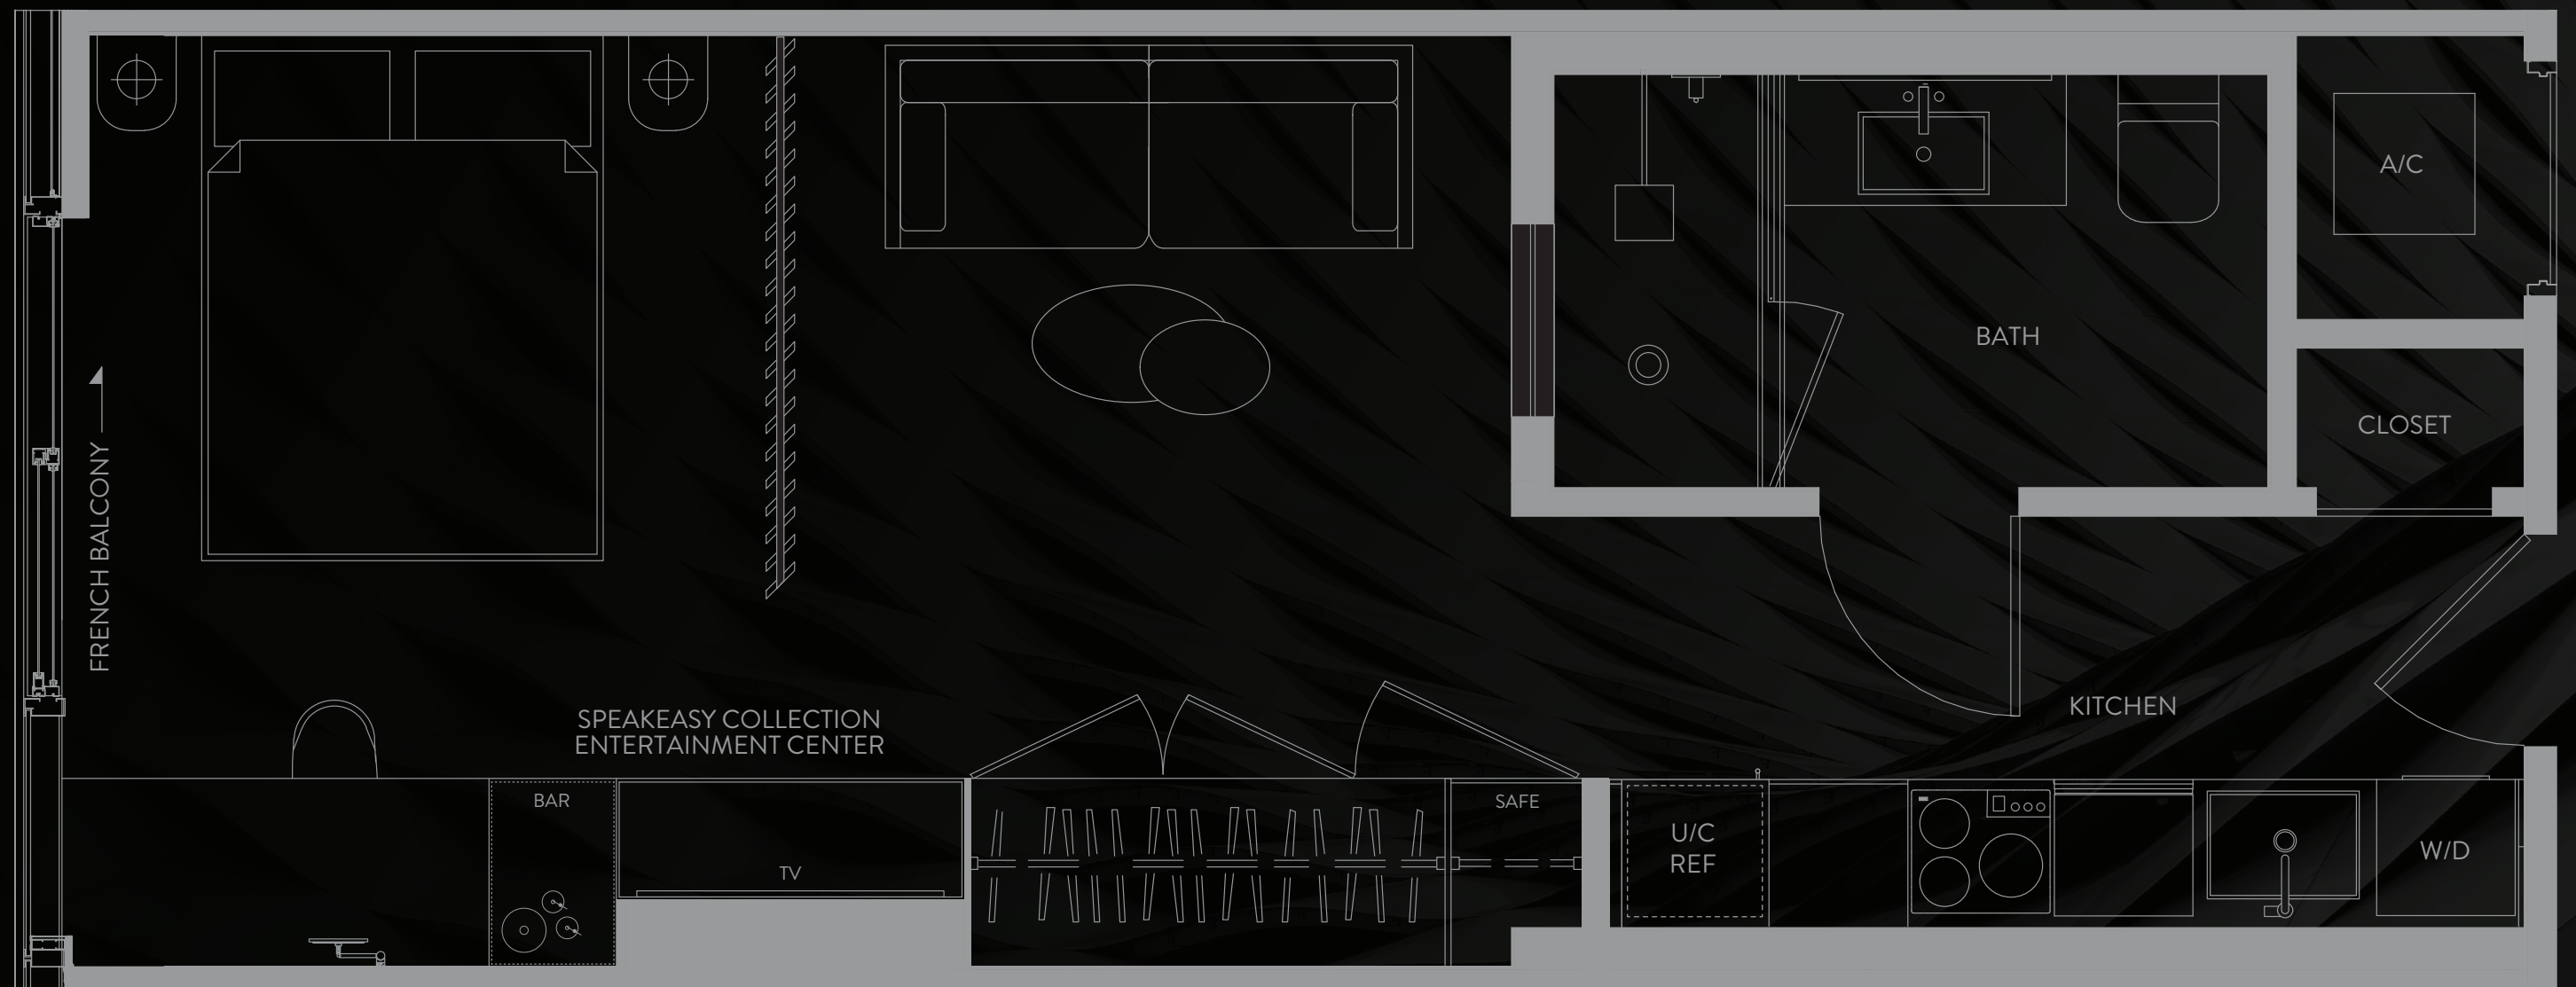 A/C
BATH
CLOSET
FRENCH BALCONY
SPEAKEASY COLLECTION
ENTERTAINMENT CENTER
KITCHEN
BAR
TV
SAFE
U/C
REF
W/D